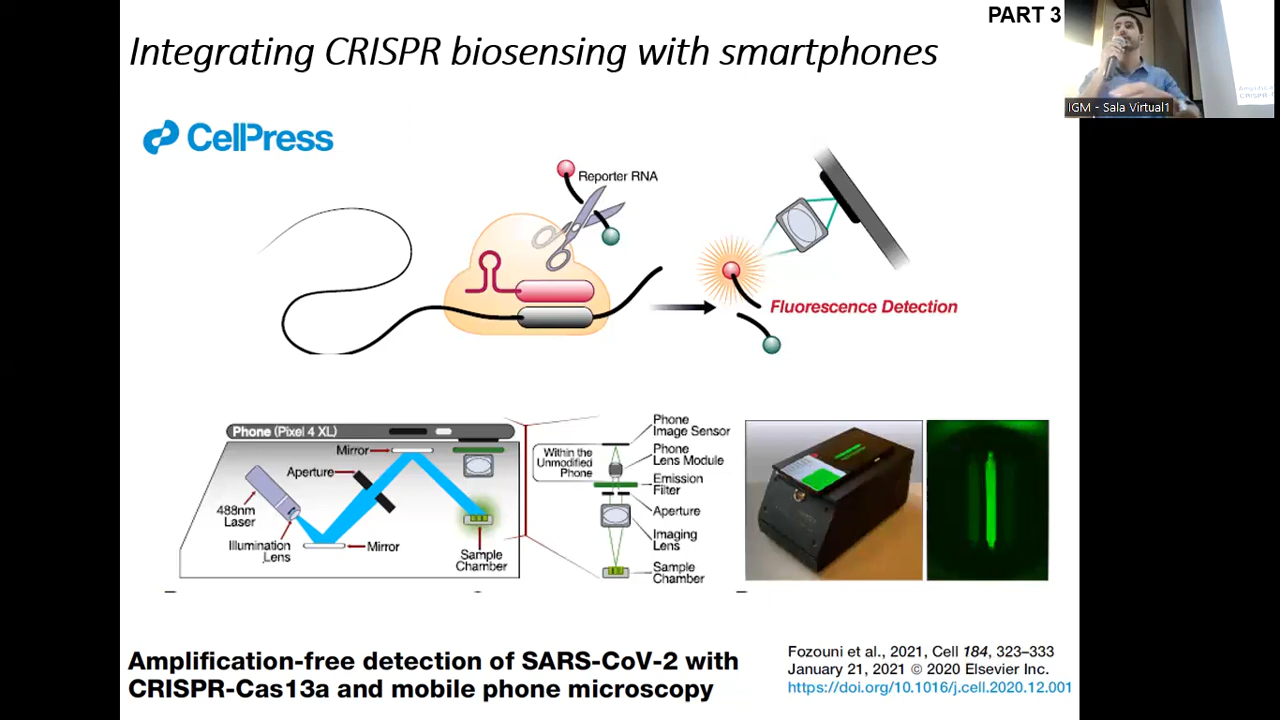 PART 3
Integrating CRISPR biosensing with smartphones
IGM - Sala Virtual1
CellPress
Reporter RNA
Fluorescence Detection
Phone (Pixel 4 XL)
Mirror
Aperture
488nm
Laser
Illumination
Lens
Mirror
Sample
Chamber
Within the
Unmodified
Phone
Phone
Image Sensor
Phone
Lens Module
Emission
Filter
Aperture
Imaging
Lens
Sample
Chamber
Amplification-free detection of SARS-CoV-2 with
CRISPR-Cas13a and mobile phone microscopy
Fozouni et al., 2021, Cell 184, 323–333
January 21, 2021 © 2020 Elsevier Inc.
https://doi.org/10.1016/j.cell.2020.12.001